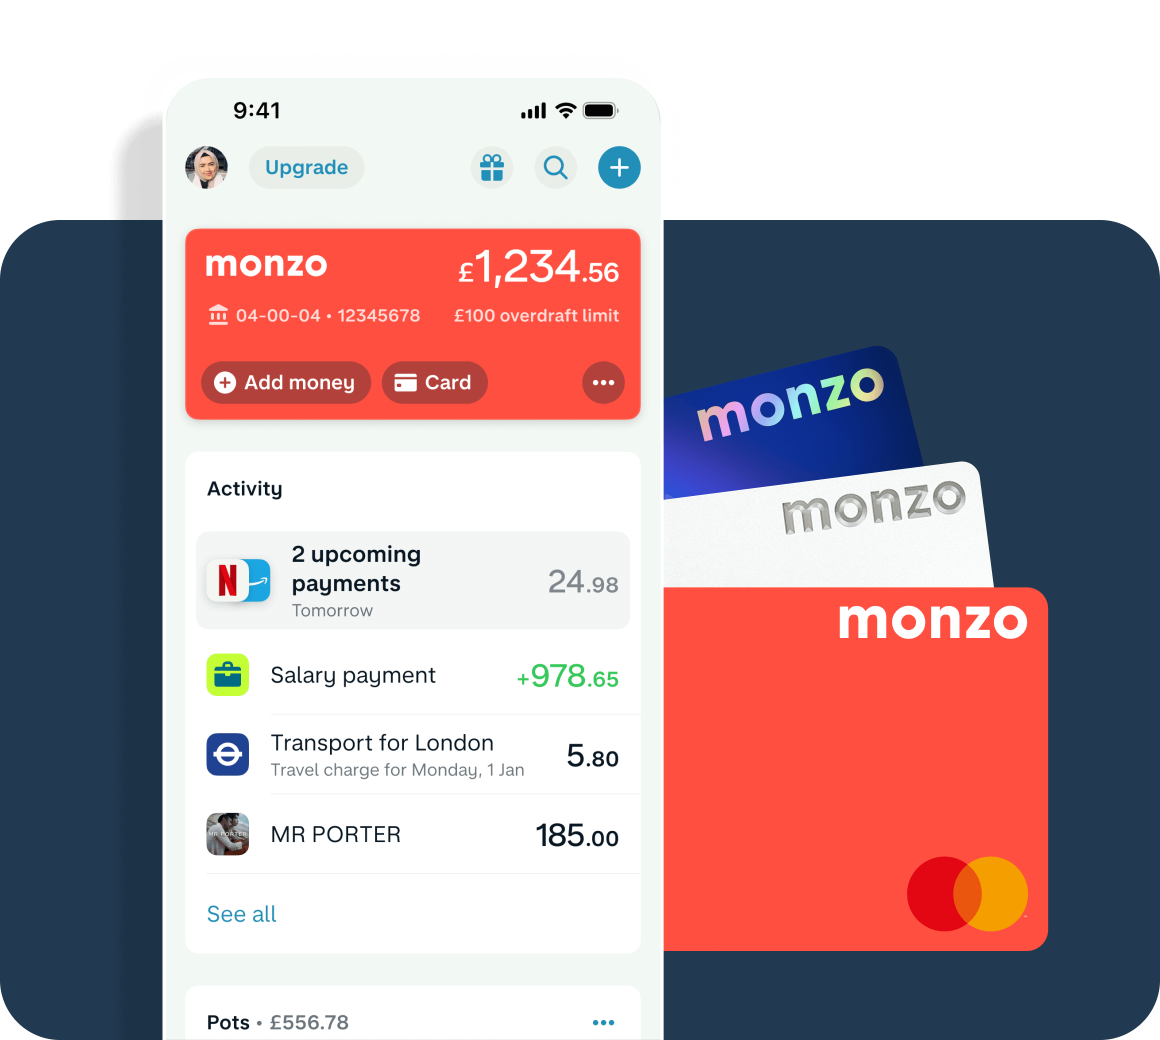 9:41
Upgrade
monzo
£1,234.56
04-00-04 • 12345678
£100 overdraft limit
Add money
Card
Activity
2 upcoming
payments
Tomorrow
24.98
Salary payment
+978.65
Transport for London
Travel charge for Monday, 1 Jan
5.80
MR PORTER
MR PORTER
185.00
See all
Pots • £556.78
monzo
monzo
monzo